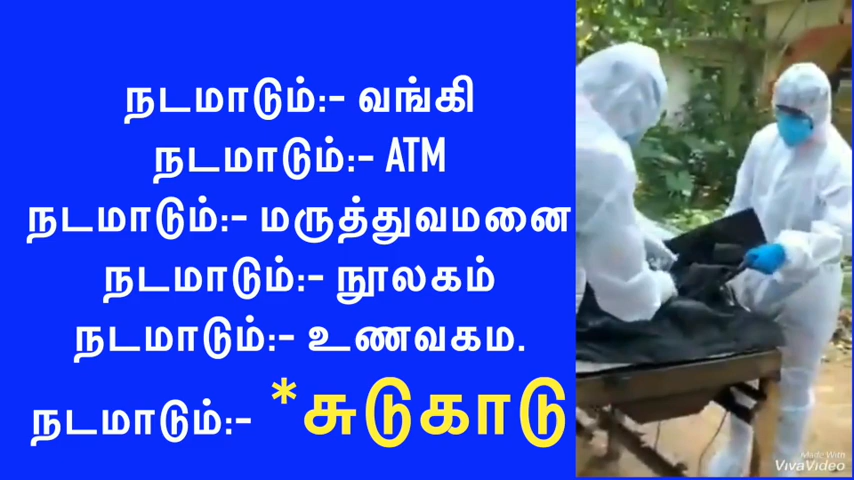 நடமாடும்:- வங்கி
நடமாடும்:- ATM
நடமாடும்:- மருத்துவமனை
நடமாடும்:- நூலகம்
நடமாடும்:- உணவகம.
நடமாடும்:- *சுடுகாடு
Made With
VivaVideo